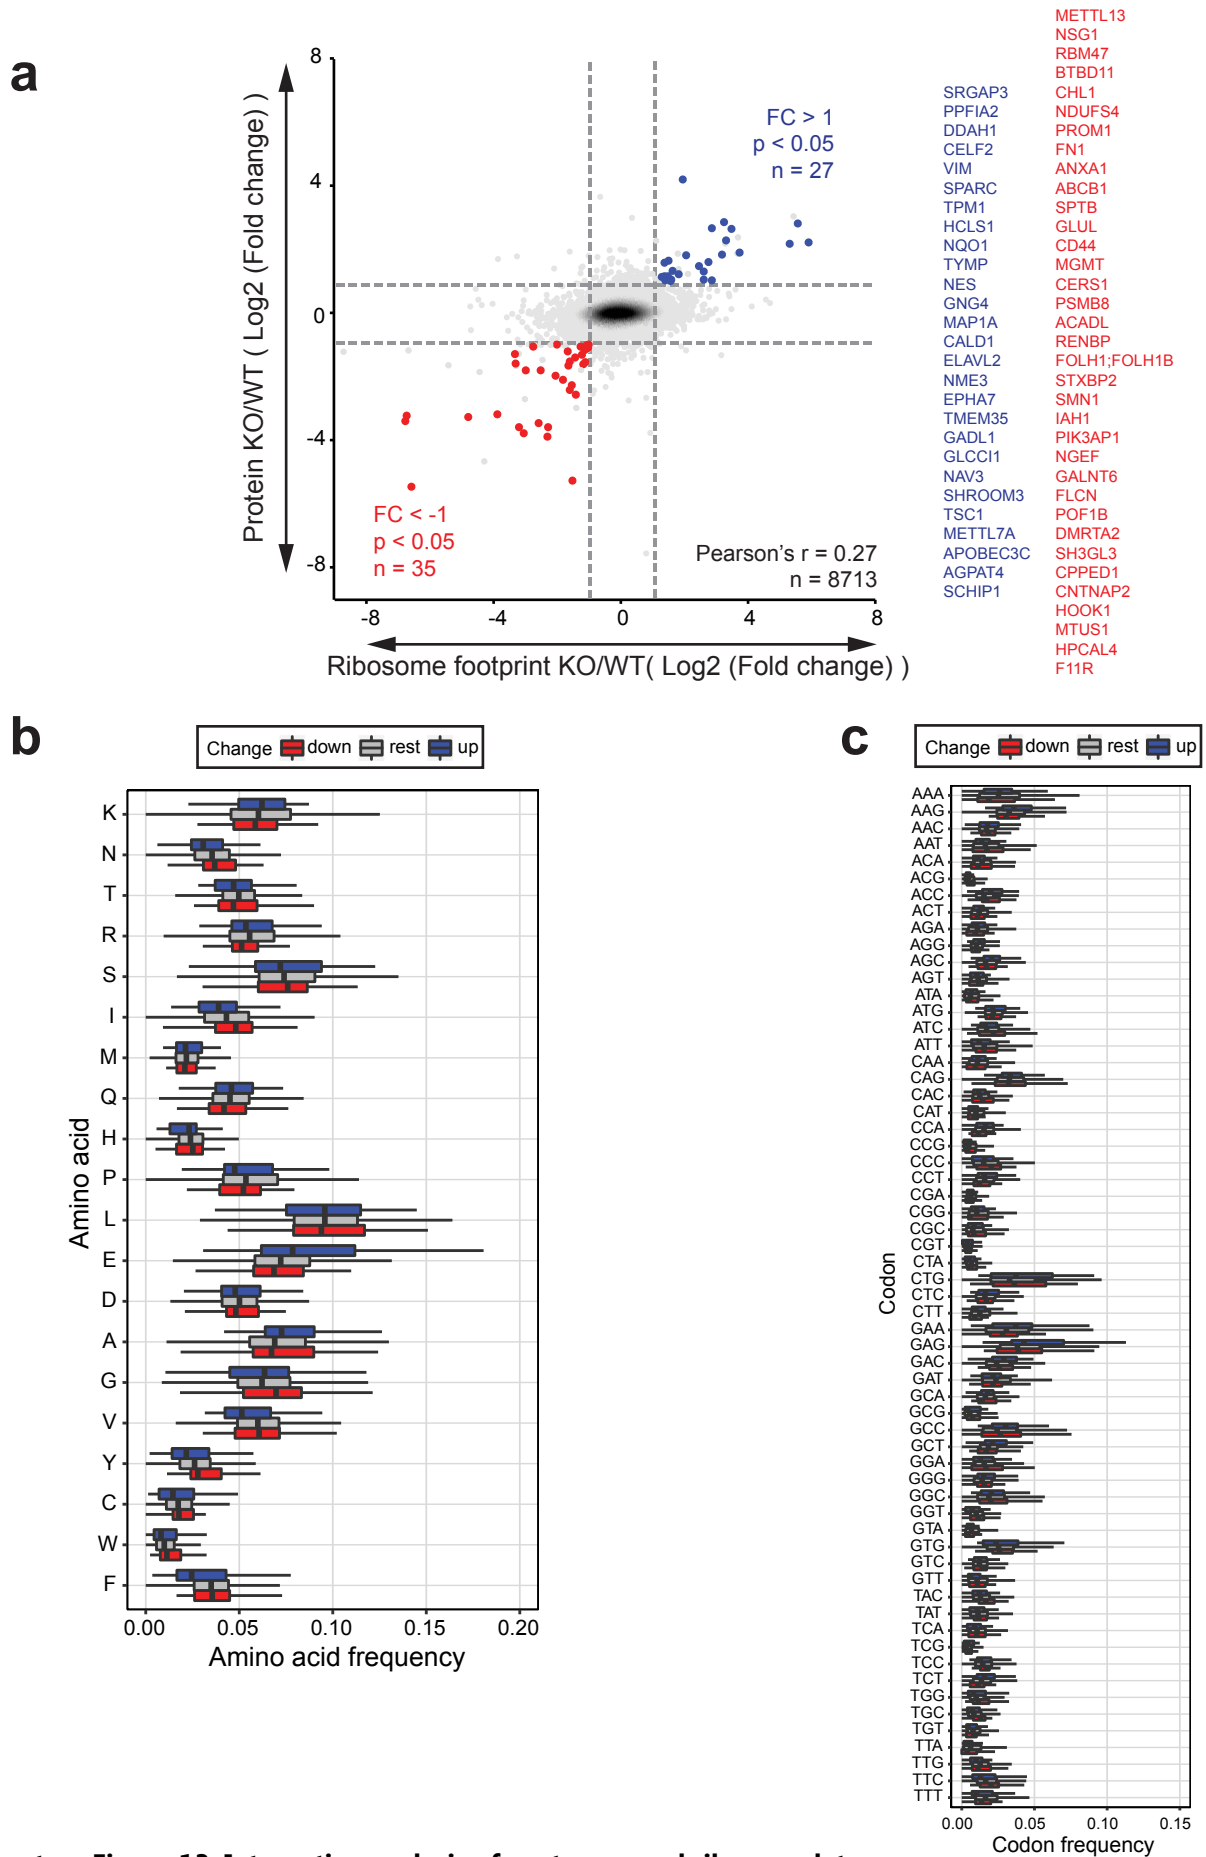 a
Protein KO/WT ( Log2 (Fold change) )
8
4
0
-4
-8
FC > 1
p < 0.05
n = 27
FC < -1
p < 0.05
n = 35
Pearson's r = 0.27
n = 8713
-8 -4 0 4 8
Ribosome footprint KO/WT( Log2 (Fold change) )
SRGAP3
PPFIA2
DDAH1
CELF2
VIM
SPARC
TPM1
HCLS1
NQO1
TYMP
NES
GNG4
MAP1A
CALD1
ELAVL2
NME3
EPHA7
TMEM35
GADL1
GLCCI1
NAV3
SHROOM3
TSC1
METTL7A
APOBEC3C
AGPAT4
SCHIP1
METTL13
NSG1
RBM47
BTBD11
CHL1
NDUFS4
PROM1
FN1
ANXA1
ABCB1
SPTB
GLUL
CD44
MGMT
CERS1
PSMB8
ACADL
RENBP
FOLH1;FOLH1B
STXBP2
SMN1
IAH1
PIK3AP1
NGEF
GALNT6
FLCN
POF1B
DMRTA2
SH3GL3
CPPED1
CNTNAP2
HOOK1
MTUS1
HPCAL4
F11R
b
Change down rest up
Amino acid
K
N
T
R
S
I
M
Q
H
P
L
E
D
A
G
V
Y
C
W
F
0.00 0.05 0.10 0.15 0.20
Amino acid frequency
c
Change down rest up
Codon
AAA
AAG
AAC
AAT
ACA
ACG
ACC
ACT
AGA
AGG
AGC
AGT
ATA
ATG
ATC
ATT
CAA
CAG
CAC
CAT
CCA
CCG
CCC
CCT
CGA
CGG
CGC
CGT
CTA
CTG
CTC
CTT
GAA
GAG
GAC
GAT
GCA
GCG
GCC
GCT
GGA
GGG
GGC
GGT
GTA
GTG
GTC
GTT
TAC
TAT
TCA
TCG
TCC
TCT
TGG
TGC
TGT
TTA
TTG
TTC
TTT
0.00 0.05 0.10 0.15
Codon frequency